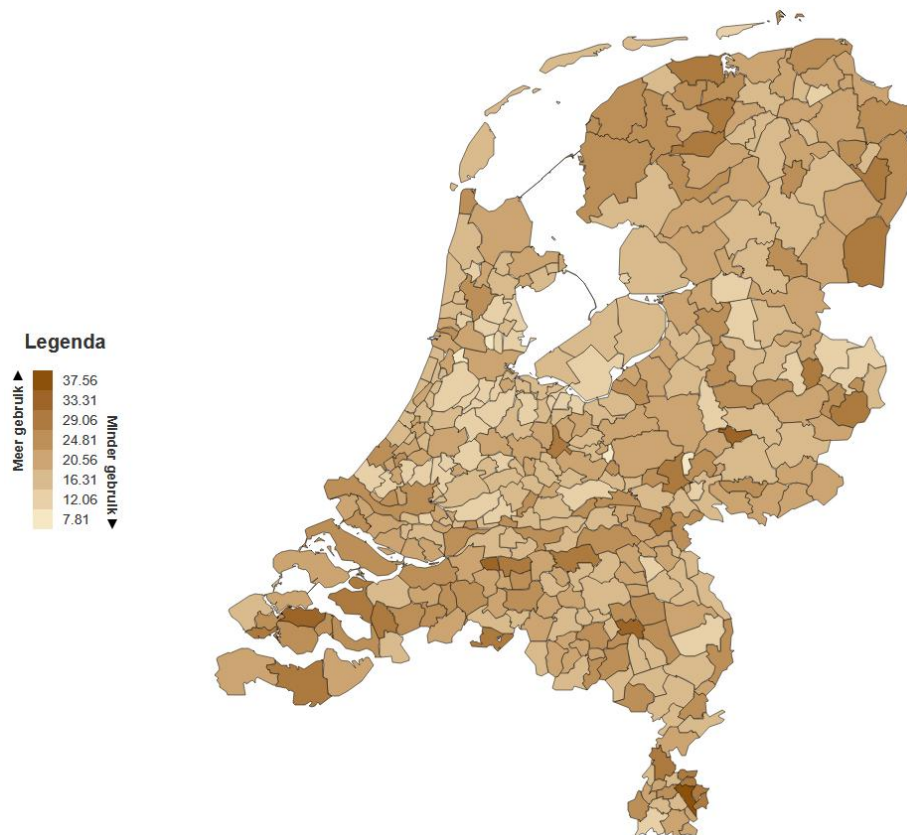 Legenda
Meer gebruik ▶
37.56
33.31
29.06
24.81
20.56
16.31
12.06
7.81
Minder gebruik ▶